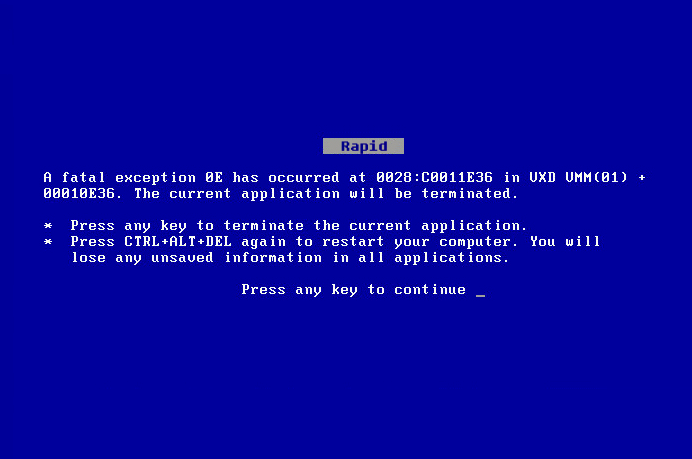 Rapid
A fatal exception 0E has occurred at 0028:C0011E36 in VXD VMM(01) +
00010E36. The current application will be terminated.
* Press any key to terminate the current application.
* Press CTRL+ALT+DEL again to restart your computer. You will
lose any unsaved information in all applications.
Press any key to continue _